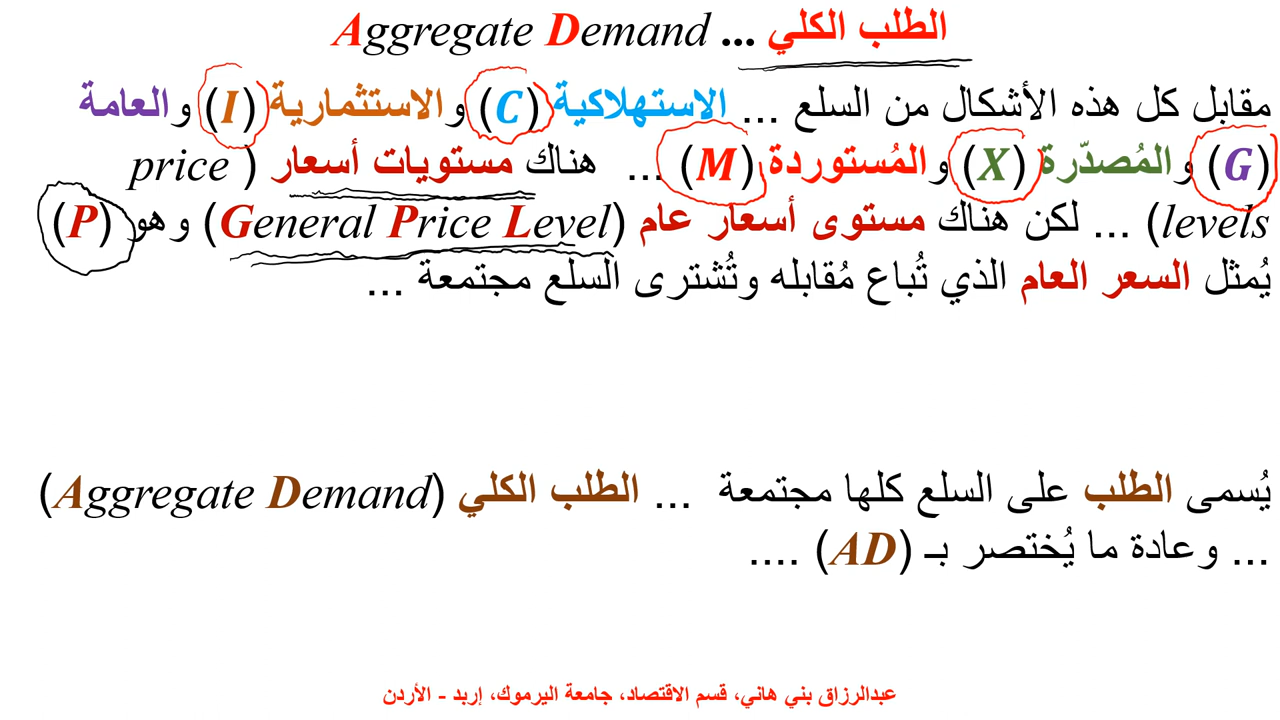 الطلب الكلي ... Aggregate Demand
مقابل كل هذه الأشكال من السلع ... الاستهلاكية (C) والاستثمارية (I) والعامة
(G) والمُصدّرة (X) والمُستوردة (M) ... هناك مستويات أسعار (price
levels) ... لكن هناك مستوى أسعار عام (General Price Level) وهو (P)
يُمثل السعر العام الذي تُباع مُقابله وتُشترى السلع مجتمعة ...
يُسمى الطلب على السلع كلها مجتمعة ... الطلب الكلي (Aggregate Demand)
... وعادة ما يُختصر بـ (AD) ....
عبدالرزاق بني هاني، قسم الاقتصاد، جامعة اليرموك، إربد - الأردن